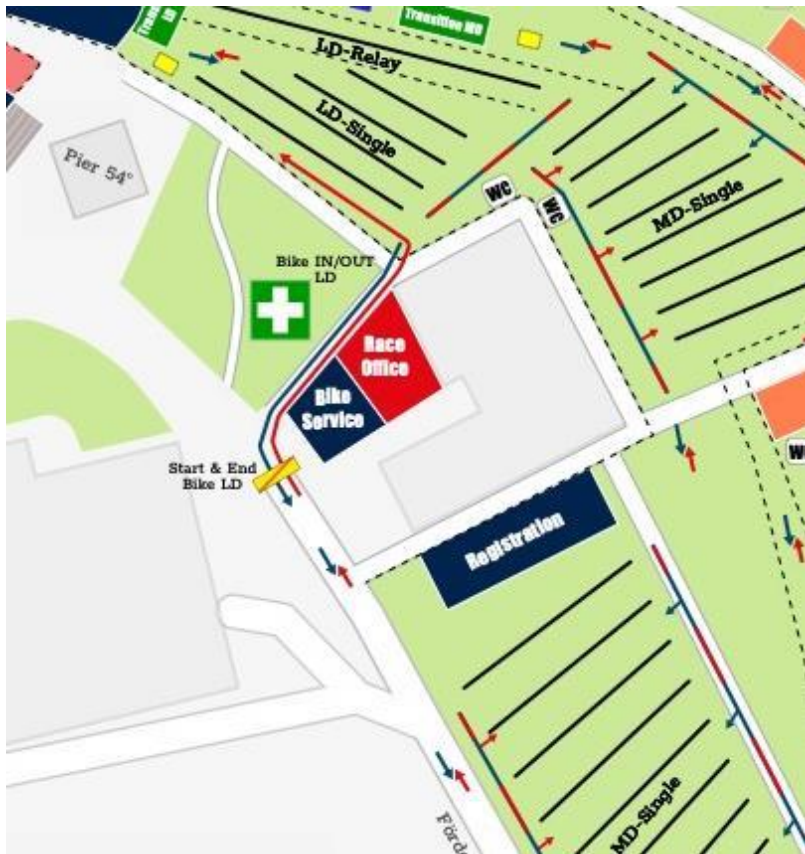 Transition MD
LD
LD-Relay
LD-Single
WC
WC
MD-Single
Pier 54°
Bike IN/OUT
LD
Race
Office
Bike
Service
Start & End
Bike LD
Registration
MD-Single